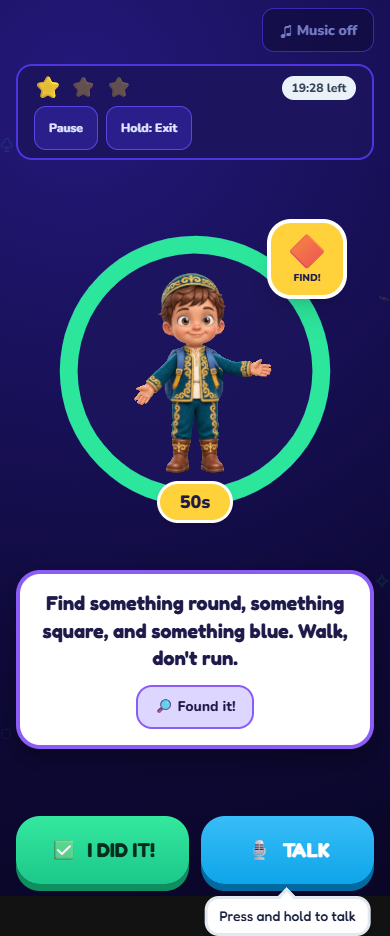 Music off
19:28 left
Pause
Hold: Exit
FIND!
50s
Find something round, something
square, and something blue. Walk,
don't run.
Found it!
I DID IT!
TALK
Press and hold to talk